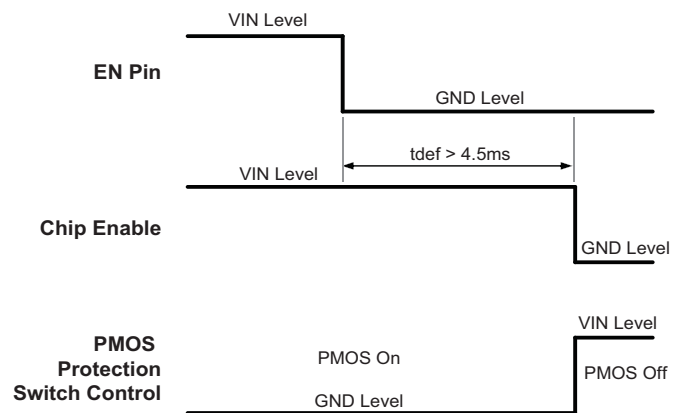 VIN Level
EN Pin
GND Level
tdef > 4.5ms
VIN Level
Chip Enable
GND Level
VIN Level
PMOS
Protection
Switch Control
PMOS On
PMOS Off
GND Level